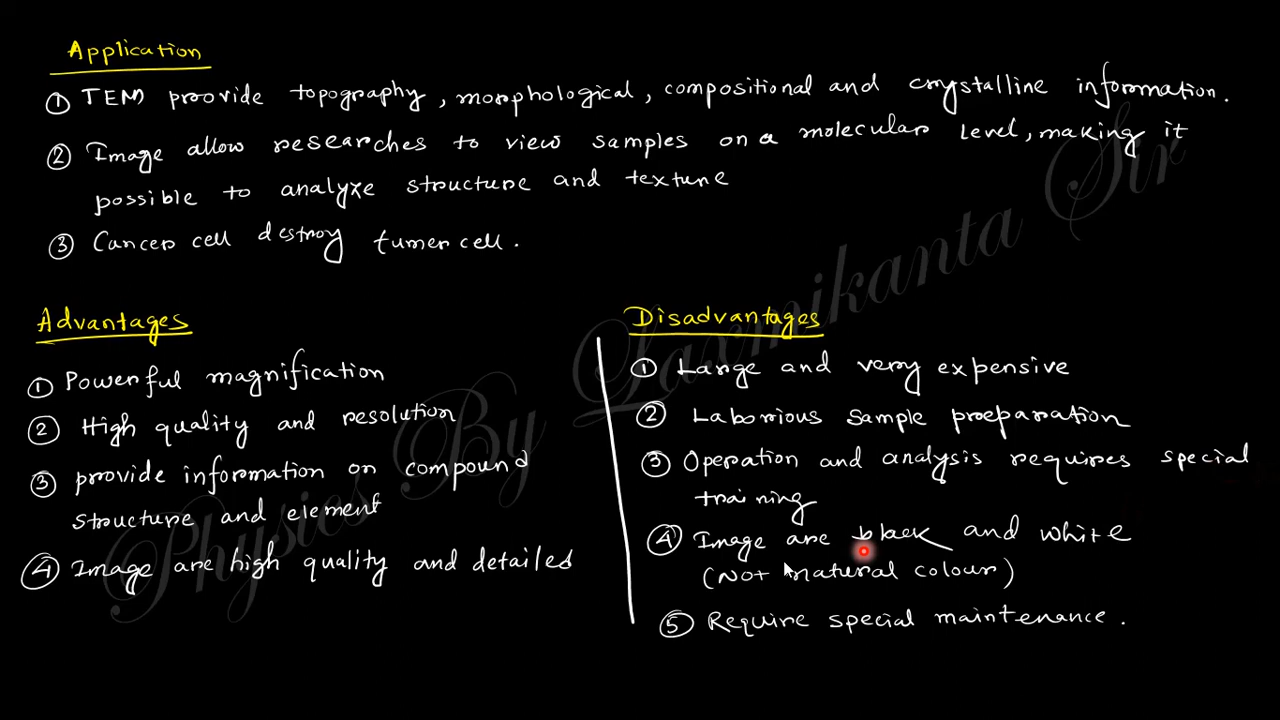 Application
① TEM provide topography, morphological, compositional and crystalline information.
② Image allow researches to view samples on a molecular level, making it
possible to analyze structure and texture
③ Cancer cell destroy tumer cell.
Advantages
① Powerful magnification
② High quality and resolution
③ provide information on compound
structure and element
④ Image are high quality and detailed
Disadvantages
① Large and very expensive
② Laborious sample preparation
③ Operation and analysis requires special
training
④ Image are black and white
(Not natural colour)
⑤ Require special maintenance.
Physics By Laxmikanta Sir